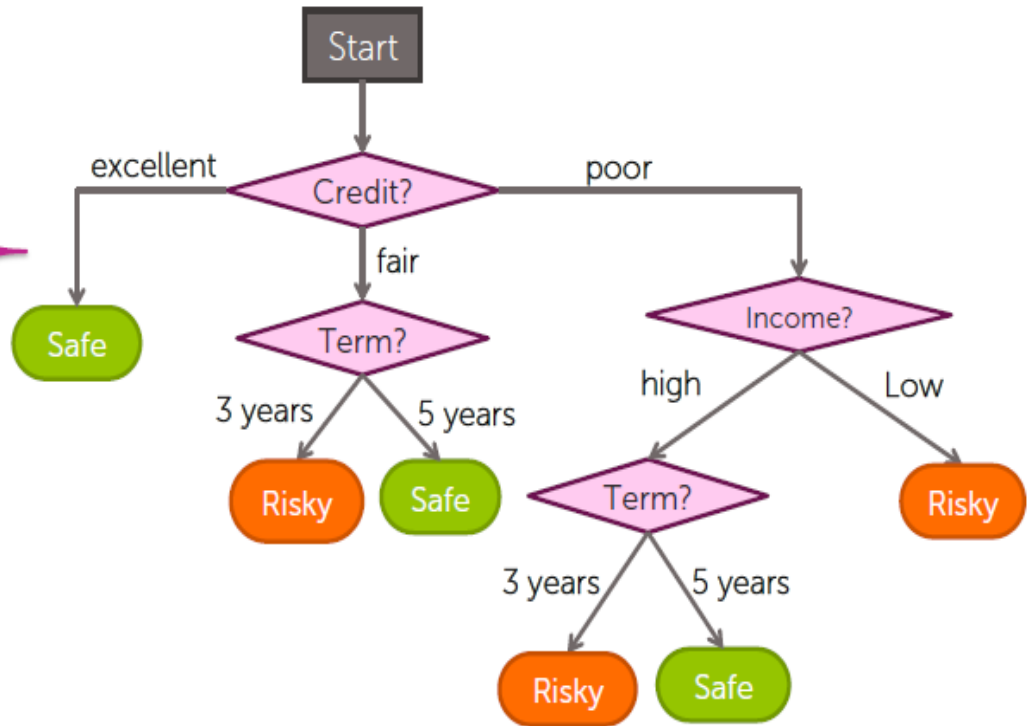 Start
excellent
Credit?
poor
fair
Safe
Term?
Income?
3 years
5 years
high
Low
Risky
Safe
Term?
Risky
3 years
5 years
Risky
Safe